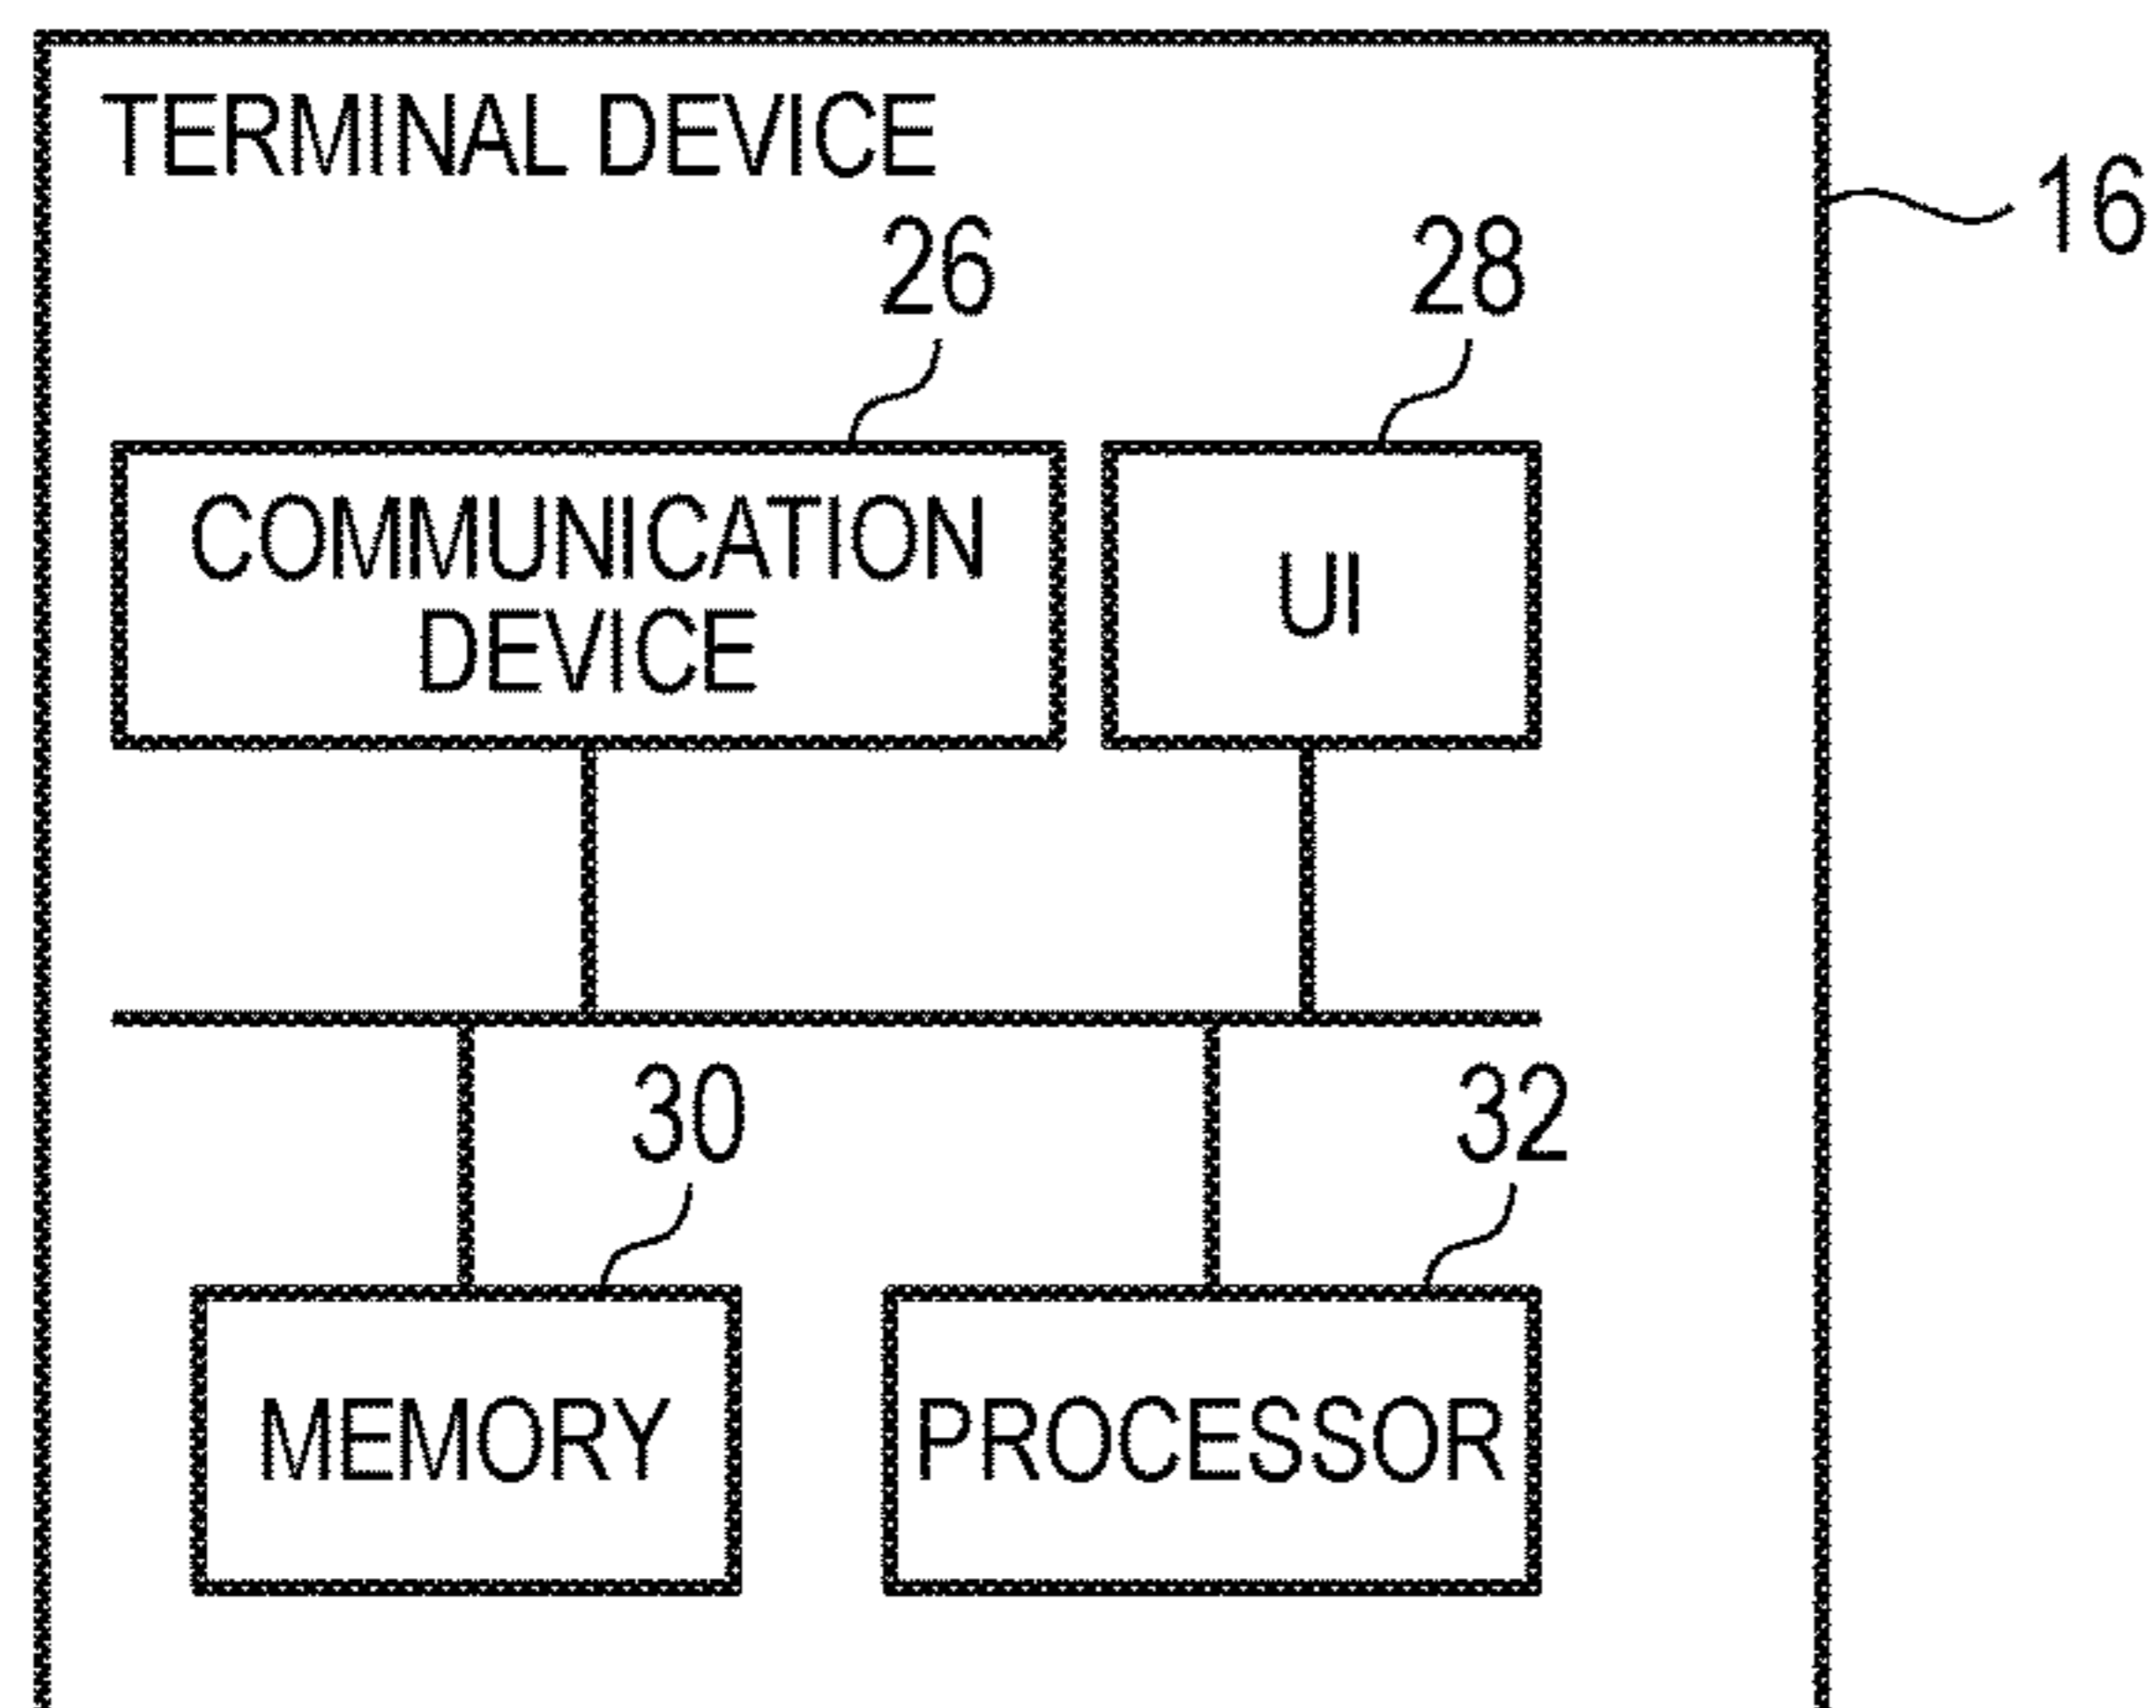 TERMINAL DEVICE
16
26
28
COMMUNICATION
DEVICE
UI
30
32
MEMORY
PROCESSOR